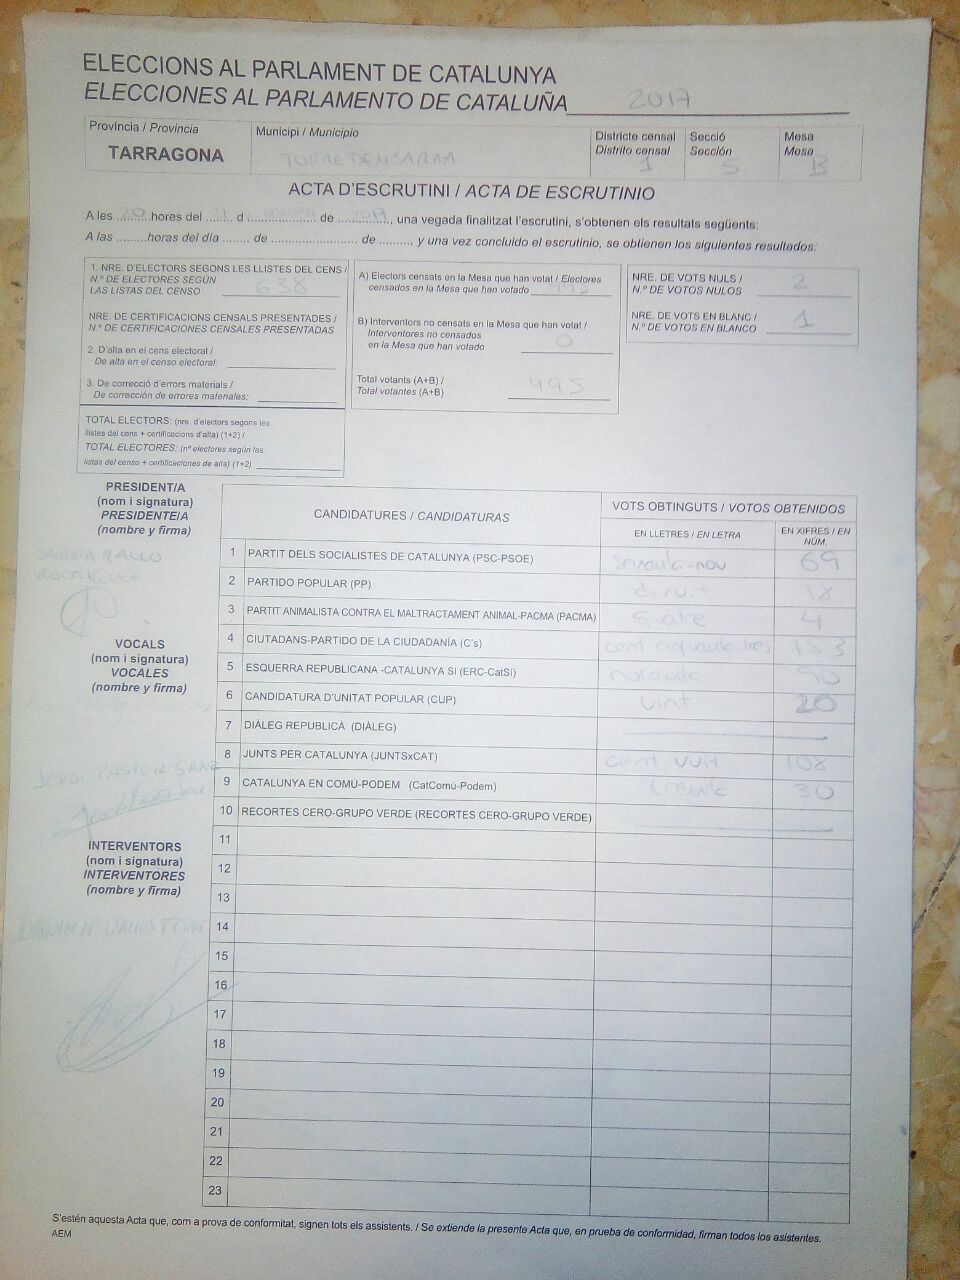 ELECCIONS AL PARLAMENT DE CATALUNYA
ELECCIONES AL PARLAMENTO DE CATALUÑA 2017
Província / Provincia
TARRAGONA
Municipi / Municipio
TORREDEMBARRA
Districte censal
Distrito censal
1
Secció
Sección
5
Mesa
Mesa
B
ACTA D'ESCRUTINI / ACTA DE ESCRUTINIO
A les 20 hores del 21 d de 2017, una vegada finalitzat l'escrutini, s'obtenen els resultats següents:
A las .........horas del día ........ de ........................... de ........., y una vez concluido el escrutinio, se obtienen los siguientes resultados:
1. NRE. D'ELECTORS SEGONS LES LLISTES DEL CENS /
N.º DE ELECTORES SEGÚN
LAS LISTAS DEL CENSO 638
NRE. DE CERTIFICACIONS CENSALS PRESENTADES /
N.º DE CERTIFICACIONES CENSALES PRESENTADAS
2. D'alta en el cens electoral /
De alta en el censo electoral:
3. De correcció d'errors materials /
De corrección de errores materiales:
TOTAL ELECTORS: (nre. d'electors segons les
llistes del cens + certificacions d'alta) (1+2) /
TOTAL ELECTORES: (nº electores según las
listas del censo + certificaciones de alta) (1+2)
A) Electors censats en la Mesa que han votat / Electores
censados en la Mesa que han votado
B) Interventors no censats en la Mesa que han votat /
Interventores no censados
en la Mesa que han votado 0
Total votants (A+B) /
Total votantes (A+B) 495
NRE. DE VOTS NULS /
N.º DE VOTOS NULOS 2
NRE. DE VOTS EN BLANC /
N.º DE VOTOS EN BLANCO 1
PRESIDENT/A
(nom i signatura)
PRESIDENTE/A
(nombre y firma)
VOCALS
(nom i signatura)
VOCALES
(nombre y firma)
JORDI PASTOR SANZ
INTERVENTORS
(nom i signatura)
INTERVENTORES
(nombre y firma)
CANDIDATURES / CANDIDATURAS
VOTS OBTINGUTS / VOTOS OBTENIDOS
EN LLETRES / EN LETRA
EN XIFRES / EN
NÚM.
1 PARTIT DELS SOCIALISTES DE CATALUNYA (PSC-PSOE) seixanta-nou 69
2 PARTIDO POPULAR (PP) divuit 18
3 PARTIT ANIMALISTA CONTRA EL MALTRACTAMENT ANIMAL-PACMA (PACMA) quatre 4
4 CIUTADANS-PARTIDO DE LA CIUDADANÍA (C's) cent cinquanta-tres 153
5 ESQUERRA REPUBLICANA -CATALUNYA SI (ERC-CatSí) noranta 90
6 CANDIDATURA D'UNITAT POPULAR (CUP) vint 20
7 DIÀLEG REPUBLICÀ (DIÀLEG)
8 JUNTS PER CATALUNYA (JUNTSxCAT) cent vuit 108
9 CATALUNYA EN COMÚ-PODEM (CatComú-Podem) trenta 30
10 RECORTES CERO-GRUPO VERDE (RECORTES CERO-GRUPO VERDE)
11
12
13
14
15
16
17
18
19
20
21
22
23
S'estén aquesta Acta que, com a prova de conformitat, signen tots els assistents. / Se extiende la presente Acta que, en prueba de conformidad, firman todos los asistentes.
AEM